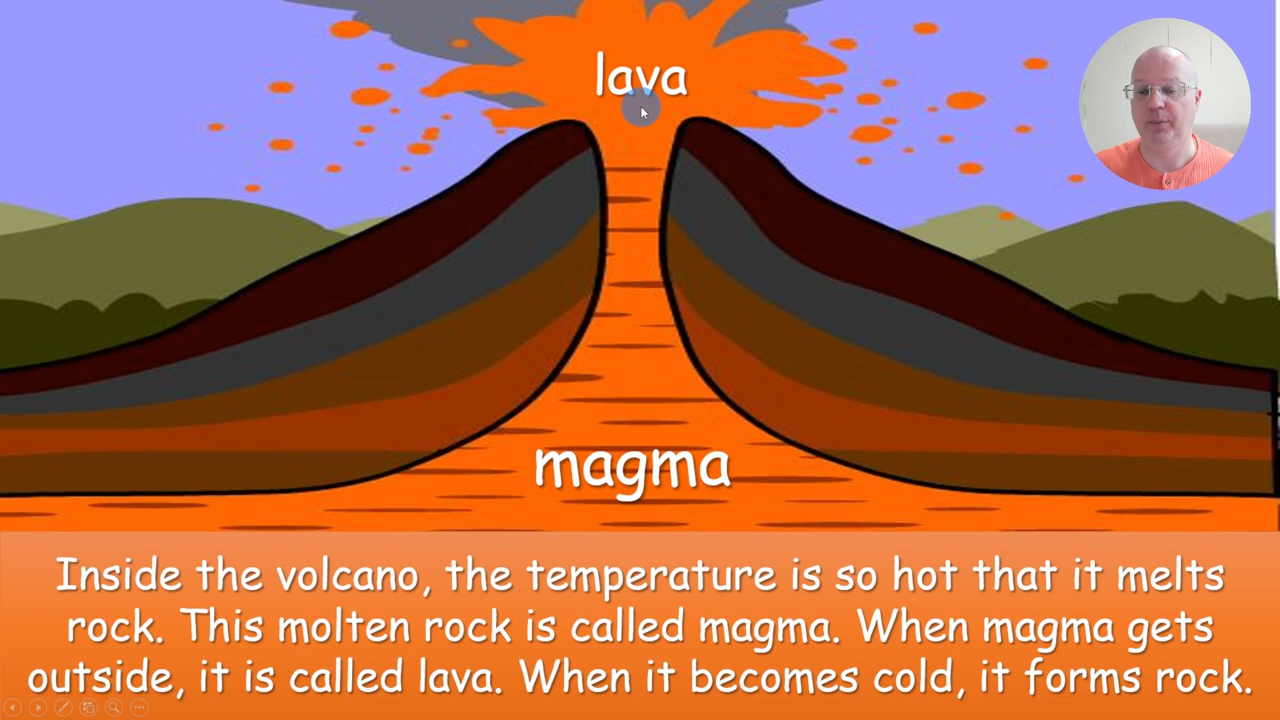 lava
magma
Inside the volcano, the temperature is so hot that it melts
rock. This molten rock is called magma. When magma gets
outside, it is called lava. When it becomes cold, it forms rock.